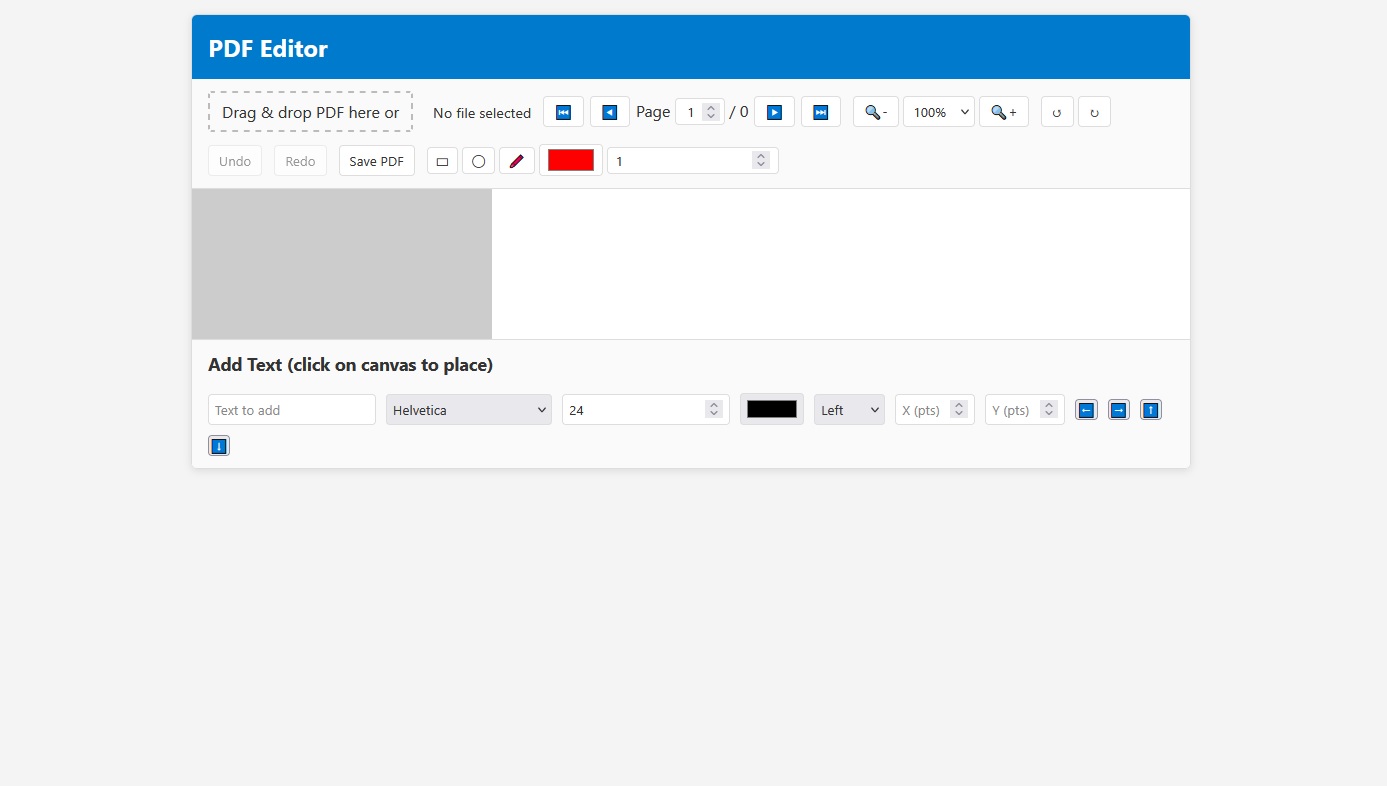 PDF Editor
Drag & drop PDF here or No file selected ⏮ ◀ Page 1 / 0 ▶ ⏭ 🔍- 100% 🔍+ ↺ ↻
Undo Redo Save PDF 1
Add Text (click on canvas to place)
Text to add Helvetica 24 Left X (pts) Y (pts) ← → ↑
↓